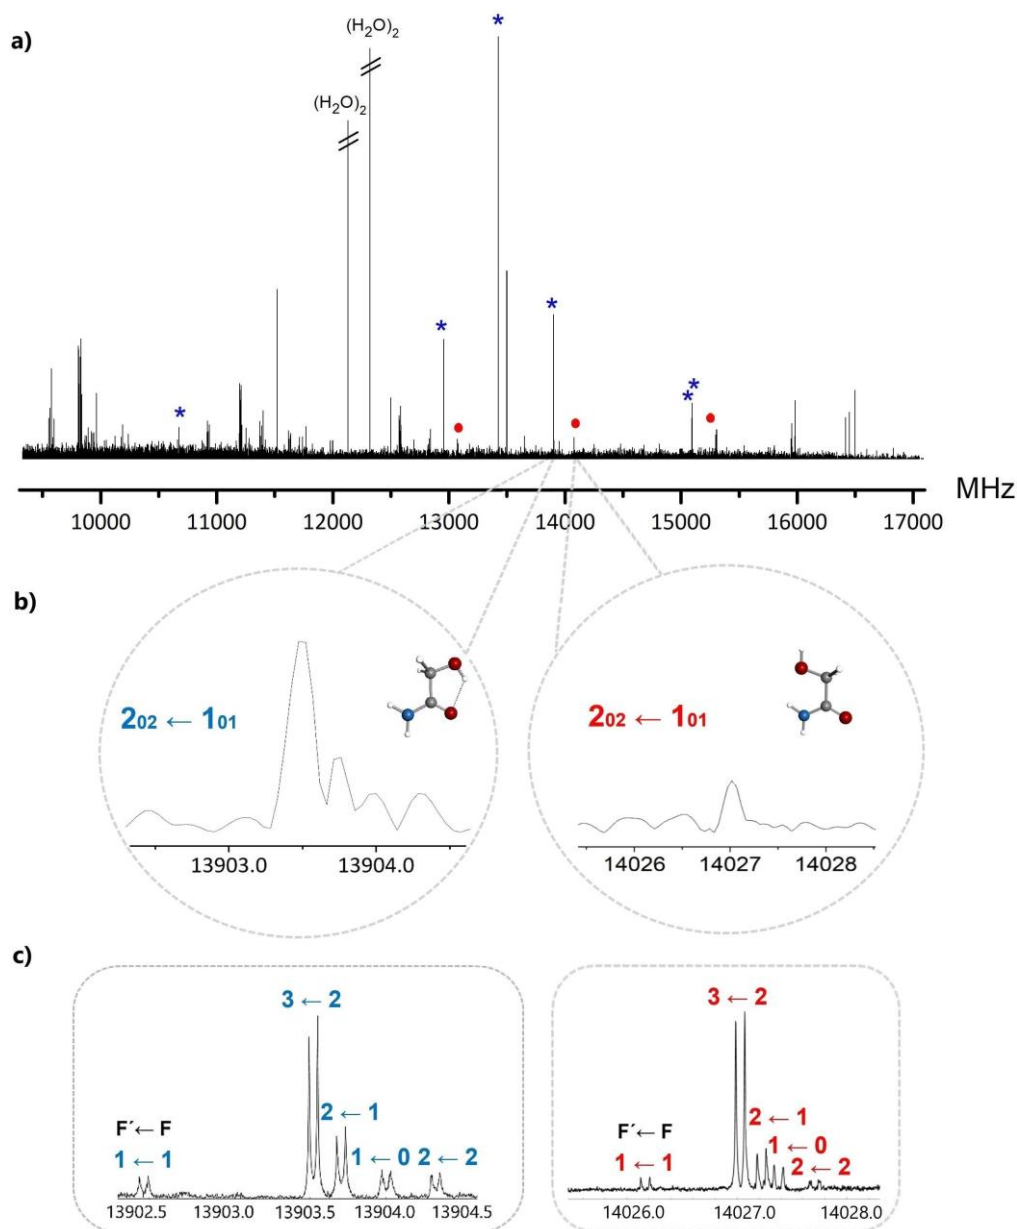 a)
(H₂O)₂
(H₂O)₂
* * * * * *
10000 11000 12000 13000 14000 15000 16000 17000 MHz
b)
2₀₂ ← 1₀₁
13903.0 13904.0
2₀₂ ← 1₀₁
14026 14027 14028
c)
3 ← 2
2 ← 1
F´← F
1 ← 1
1 ← 0 2 ← 2
13902.5 13903.0 13903.5 13904.0 13904.5
3 ← 2
2 ← 1
1 ← 0
F´← F
1 ← 1
2 ← 2
14026.0 14027.0 14028.0